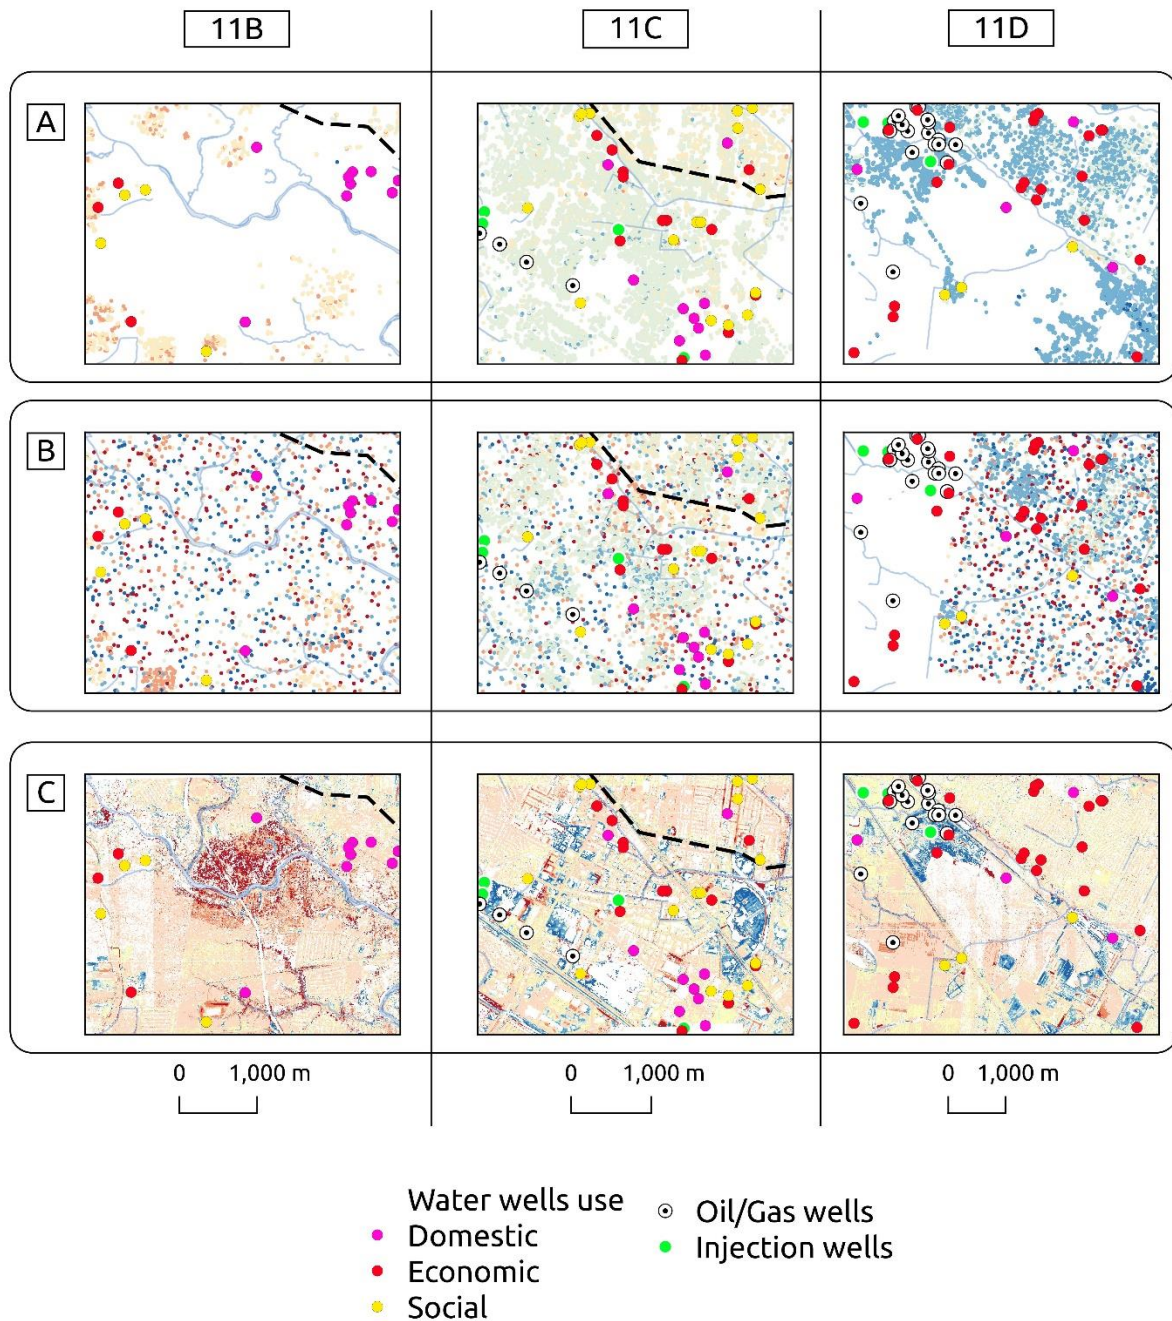 11B
11C
11D
A
B
C
0 1,000 m
0 1,000 m
0 1,000 m
Water wells use
Domestic
Economic
Social
Oil/Gas wells
Injection wells